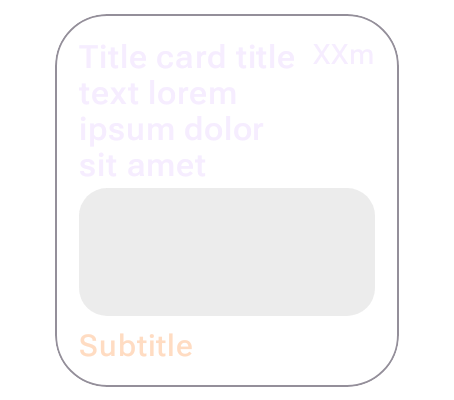 Title card title XXm
text lorem
ipsum dolor
sit amet
Subtitle